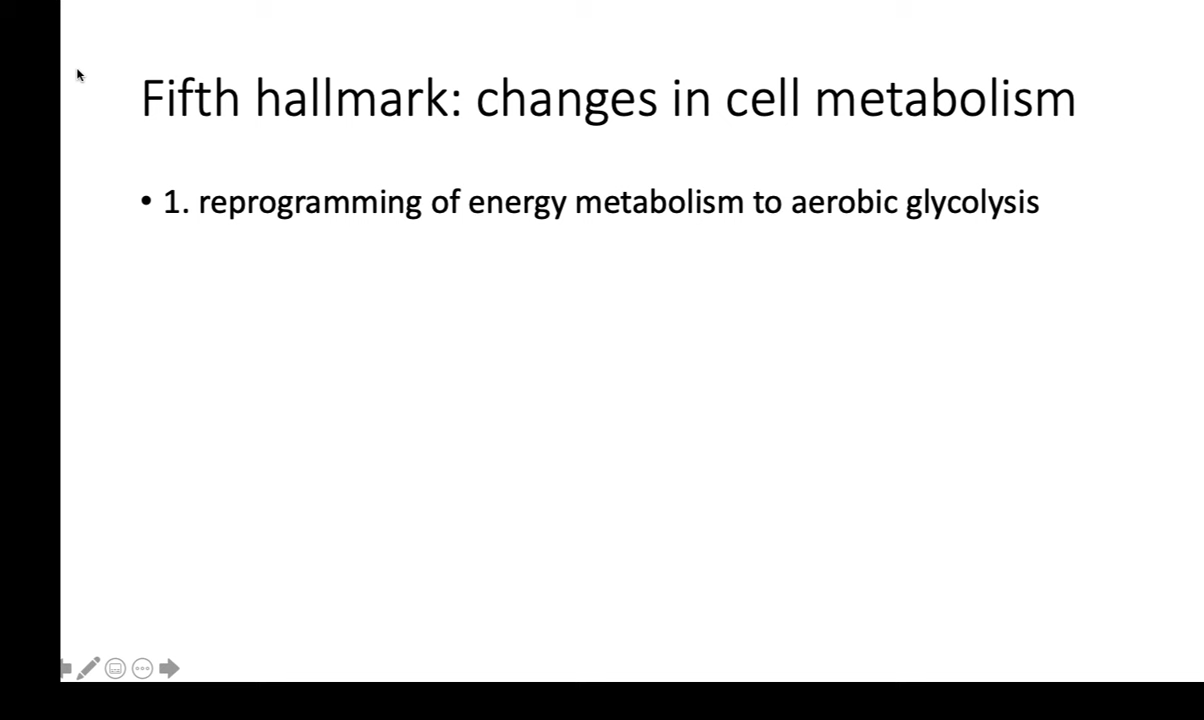 Fifth hallmark: changes in cell metabolism
• 1. reprogramming of energy metabolism to aerobic glycolysis